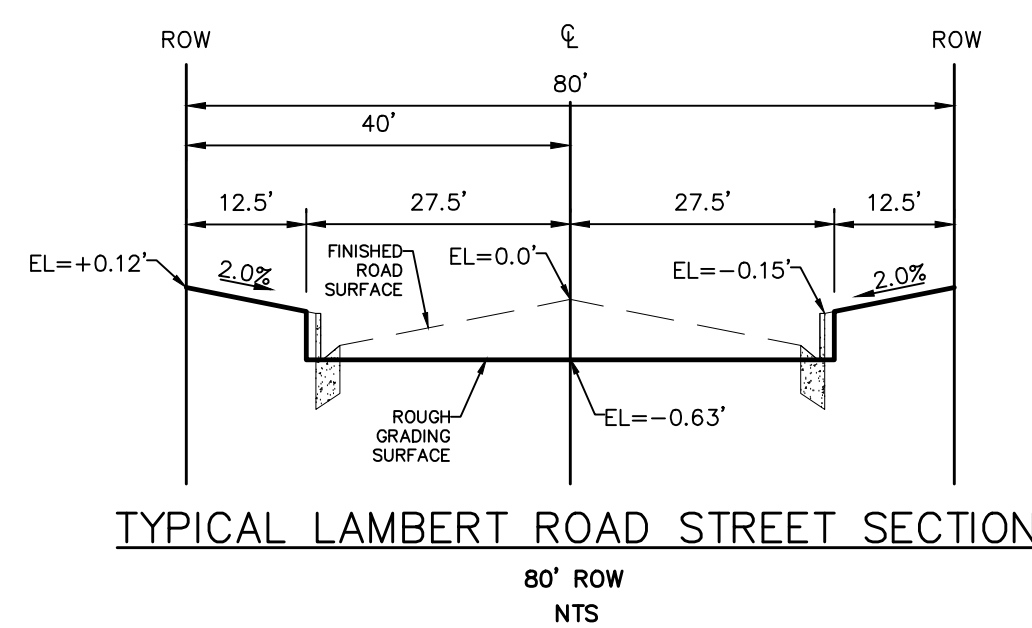 ROW
℄
ROW
80'
40'
12.5'
27.5'
27.5'
12.5'
EL=+0.12'
2.0%
FINISHED
ROAD
SURFACE
EL=0.0'
EL=-0.15'
2.0%
ROUGH
GRADING
SURFACE
EL=-0.63'
TYPICAL LAMBERT ROAD STREET SECTION
80' ROW
NTS